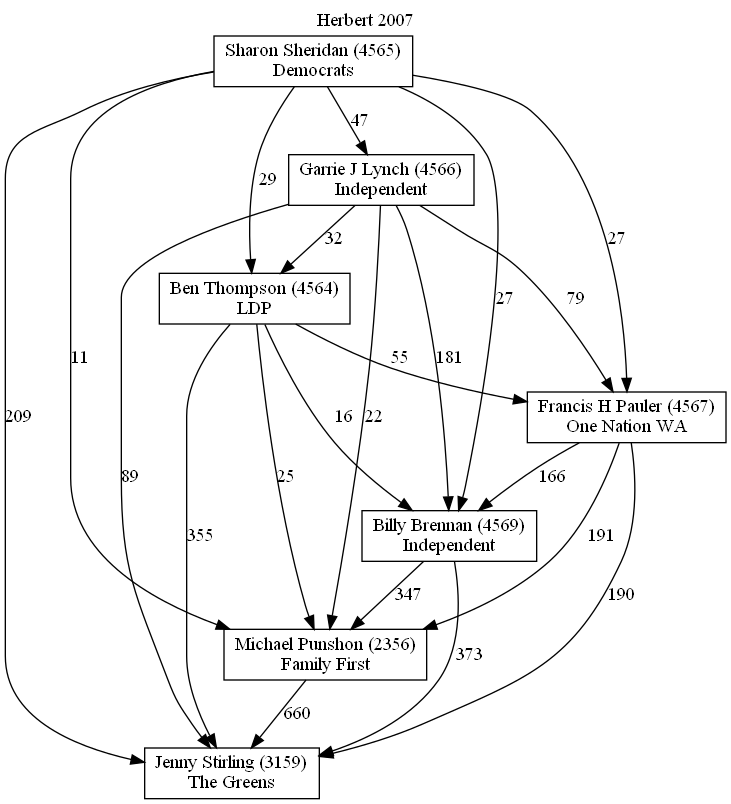 Herbert 2007
Sharon Sheridan (4565)
Democrats
47
Garrie J Lynch (4566)
Independent
29
32
27
Ben Thompson (4564)
LDP
27
79
11
55
181
209
16
22
Francis H Pauler (4567)
One Nation WA
89
25
166
Billy Brennan (4569)
Independent
355
191
347
190
Michael Punshon (2356)
Family First
373
660
Jenny Stirling (3159)
The Greens